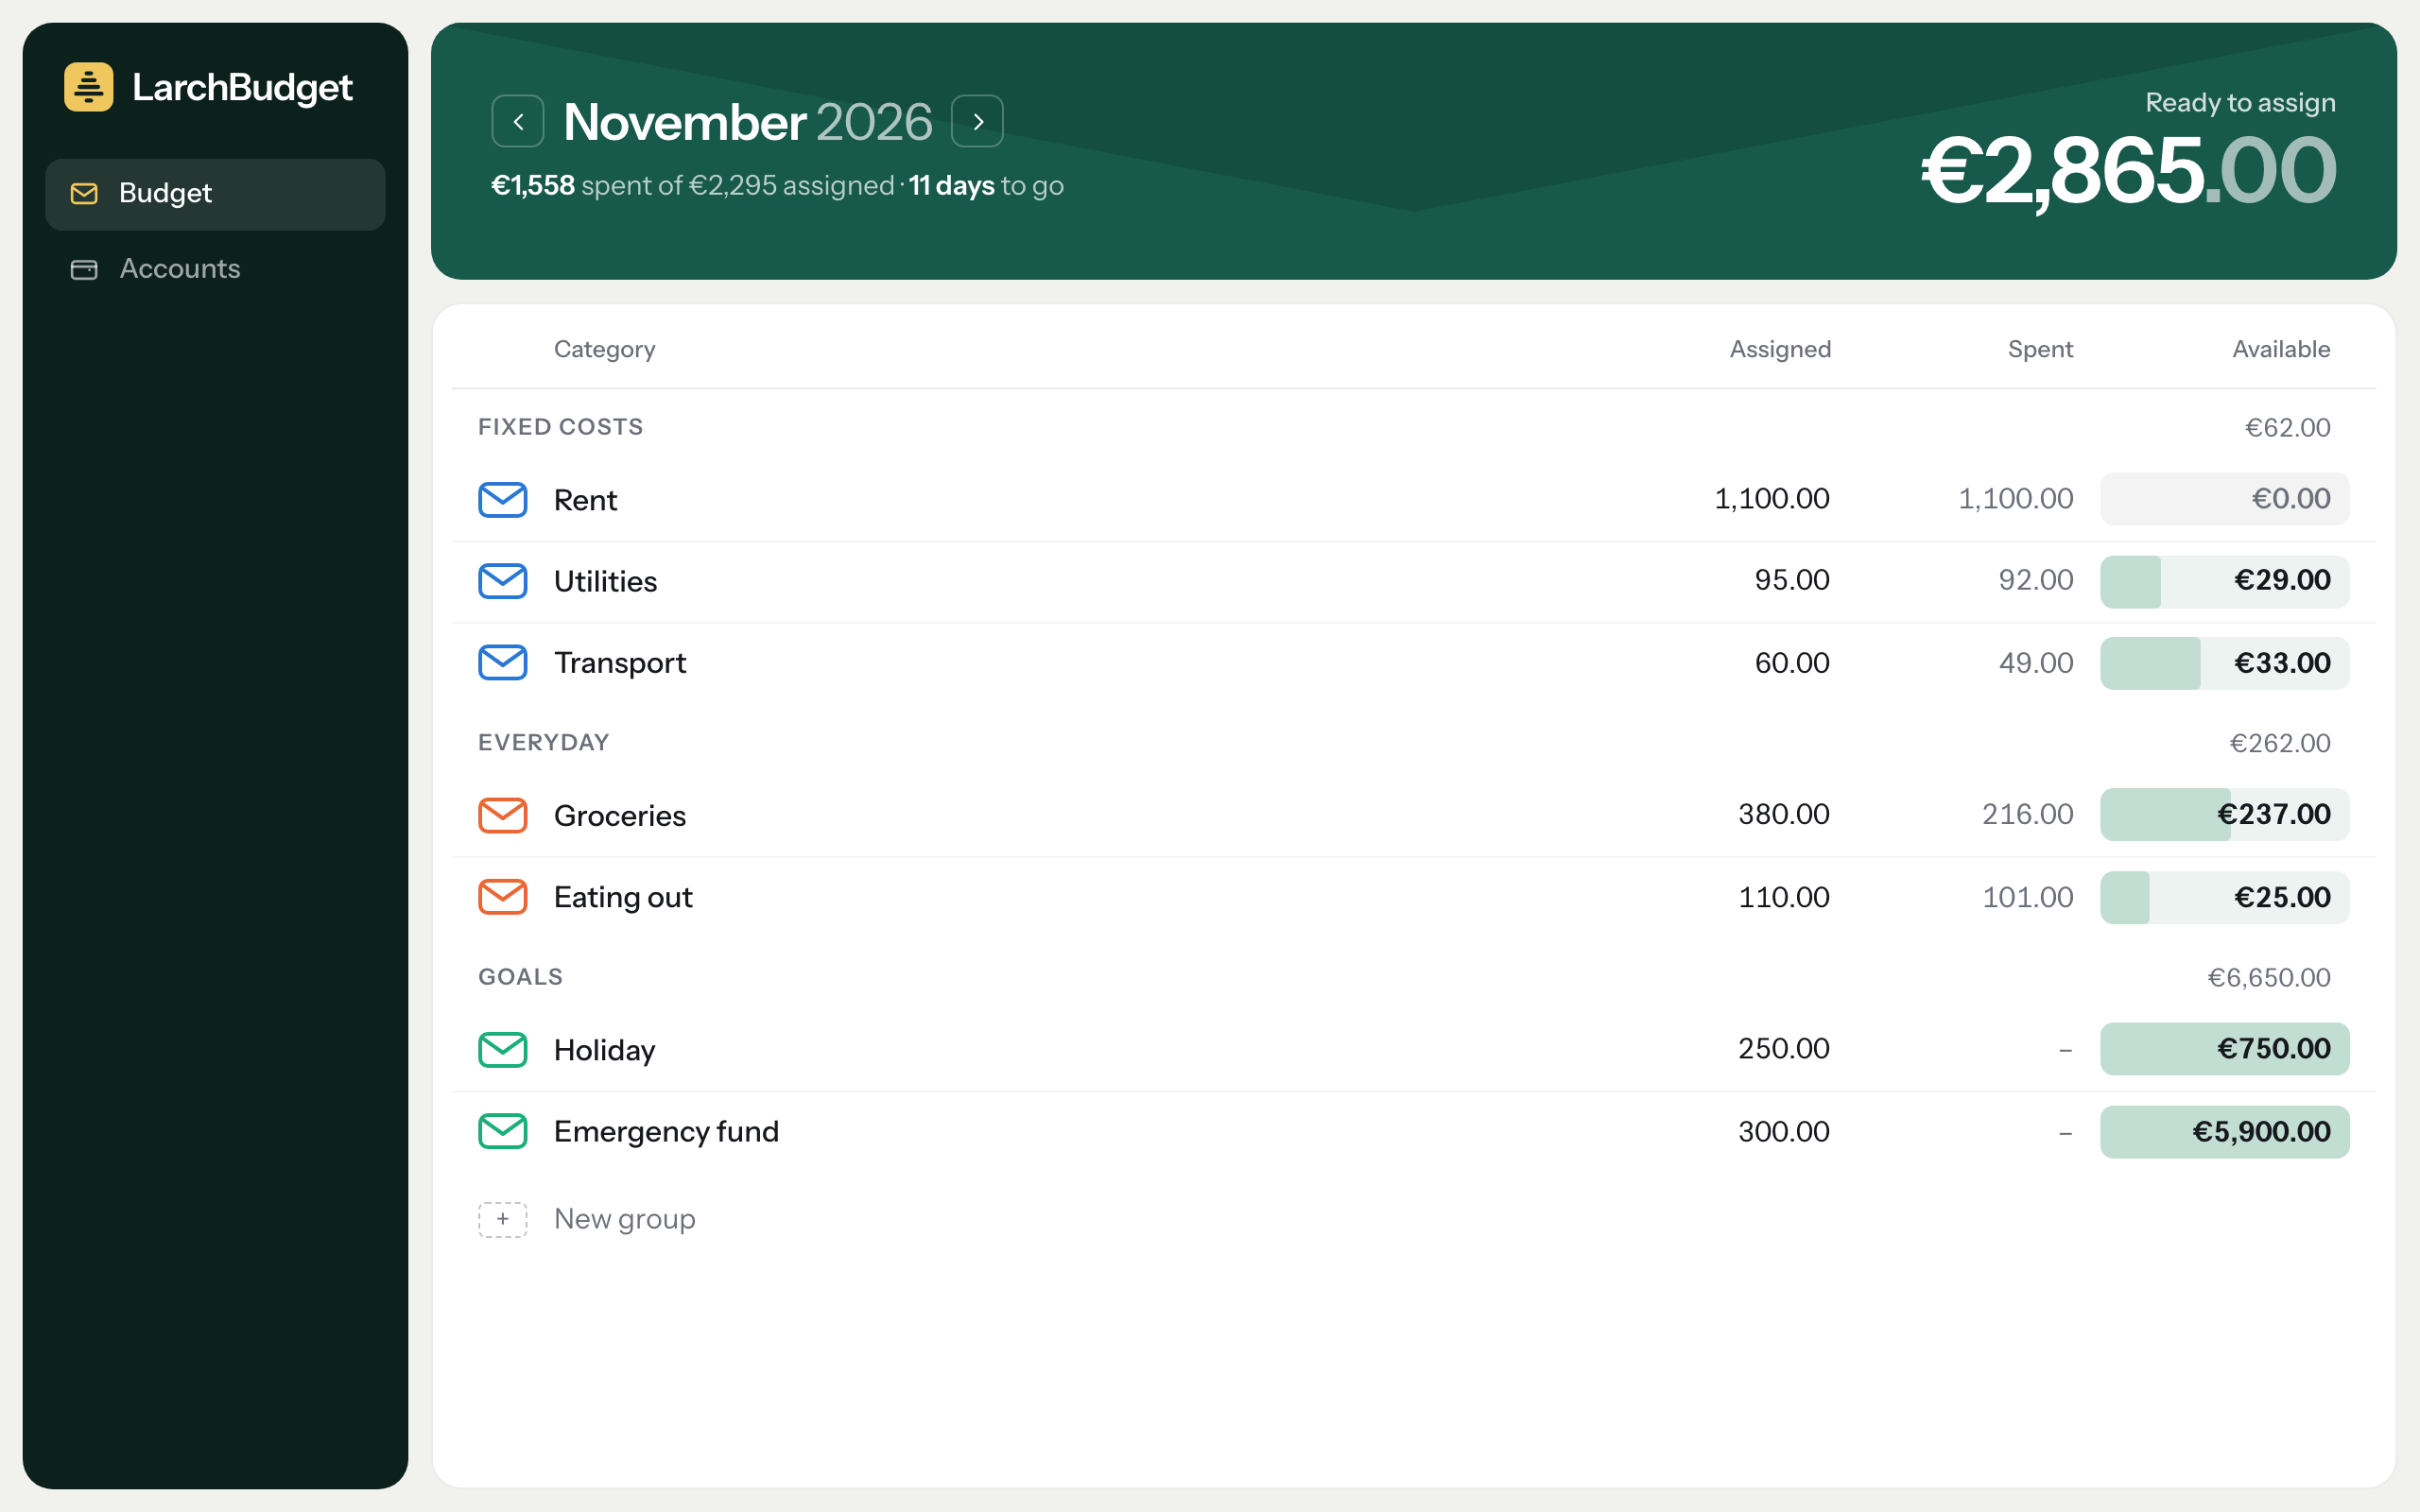 LarchBudget
Budget
Accounts
November 2026
€1,558 spent of €2,295 assigned · 11 days to go
Ready to assign
€2,865.00
Category Assigned Spent Available
FIXED COSTS €62.00
Rent 1,100.00 1,100.00 €0.00
Utilities 95.00 92.00 €29.00
Transport 60.00 49.00 €33.00
EVERYDAY €262.00
Groceries 380.00 216.00 €237.00
Eating out 110.00 101.00 €25.00
GOALS €6,650.00
Holiday 250.00 – €750.00
Emergency fund 300.00 – €5,900.00
+ New group